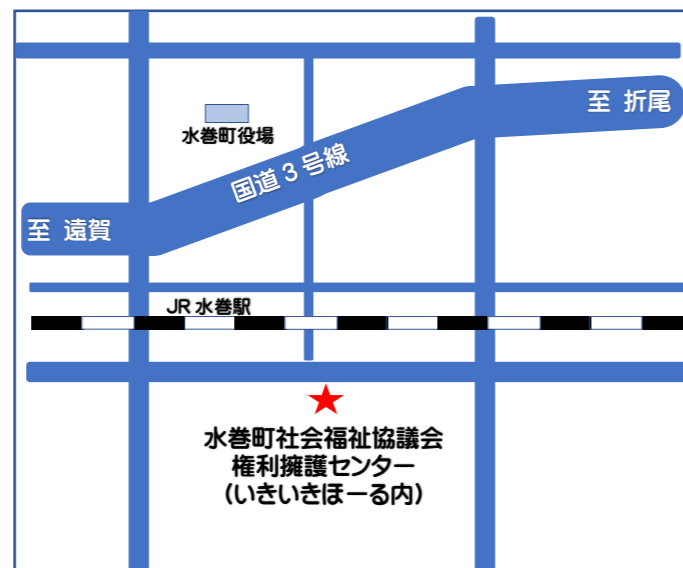 至 折尾
水巻町役場
国道３号線
至 遠賀
JR 水巻駅
水巻町社会福祉協議会
権利擁護センター
（いきいきほーる内）